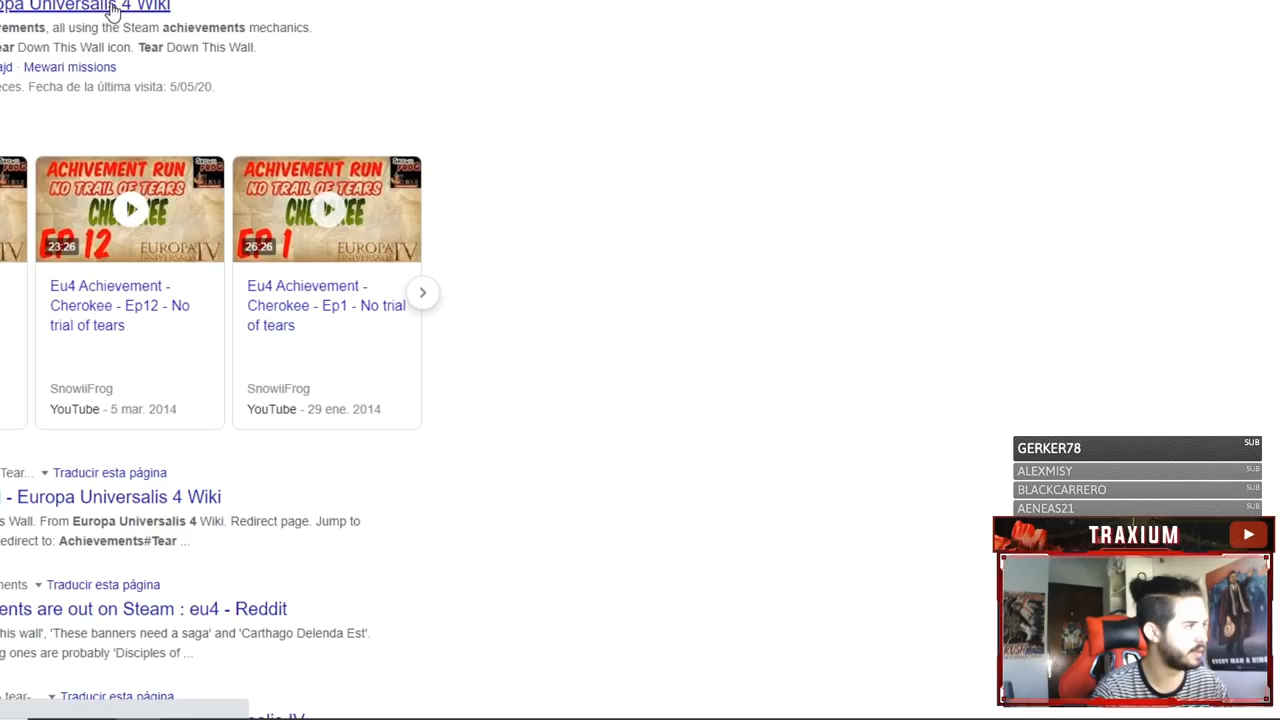 opa Universalis 4 Wiki
vements, all using the Steam achievements mechanics.
ear Down This Wall icon. Tear Down This Wall.
ajd · Mewari missions
eces. Fecha de la última visita: 5/05/20.
ACHIVEMENT RUN
NO TRAIL OF TEARS
EP 12
23:26
EUROPA
UNIVERSALIS
IV
ACHIVEMENT RUN
NO TRAIL OF TEARS
EP 1
26:26
EUROPA
UNIVERSALIS
IV
Eu4 Achievement -
Cherokee - Ep12 - No
trial of tears
SnowiiFrog
YouTube - 5 mar. 2014
Eu4 Achievement -
Cherokee - Ep1 - No trial
of tears
SnowiiFrog
YouTube - 29 ene. 2014
Tear... Traducir esta página
l - Europa Universalis 4 Wiki
s Wall. From Europa Universalis 4 Wiki. Redirect page. Jump to
edirect to: Achievements#Tear ...
ments Traducir esta página
ents are out on Steam : eu4 - Reddit
his wall', 'These banners need a saga' and 'Carthago Delenda Est'.
g ones are probably 'Disciples of ...
tear-... Traducir esta página
GERKER78 SUB
ALEXMISY SUB
BLACKCARRERO SUB
AENEAS21 SUB
TRAXIUM
EVERY MAN A KING